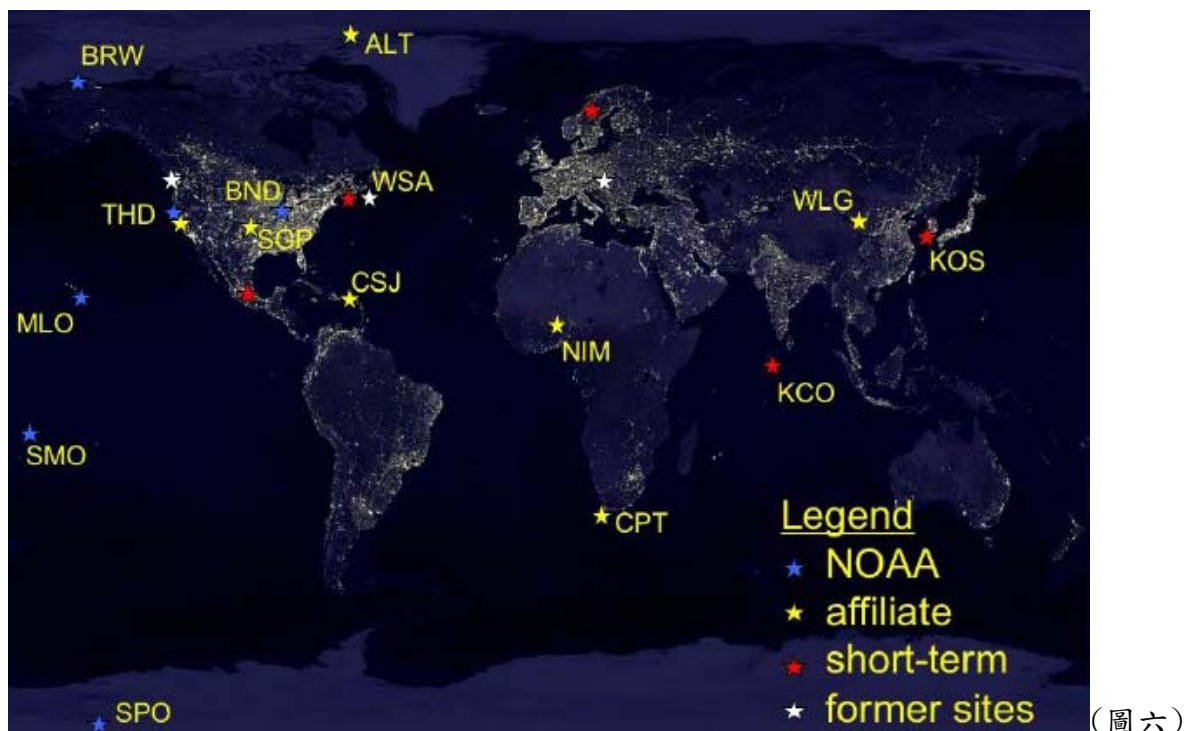 BRW
ALT
THD
BND
SGP
WSA
WLG
KOS
CSJ
MLO
NIM
KCO
SMO
CPT
SPO
Legend
NOAA
affiliate
short-term
former sites
(圖六)